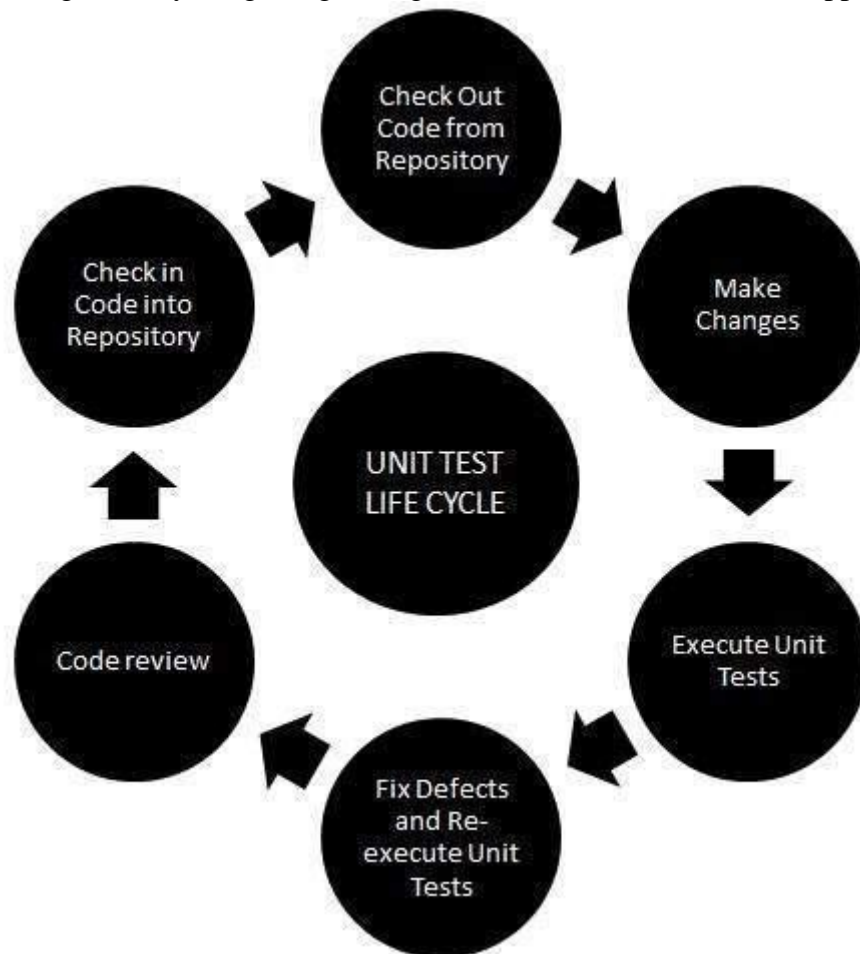 Check Out
Code from
Repository
Make
Changes
Execute Unit
Tests
Fix Defects
and Re-
execute Unit
Tests
Code review
Check in
Code into
Repository
UNIT TEST
LIFE CYCLE